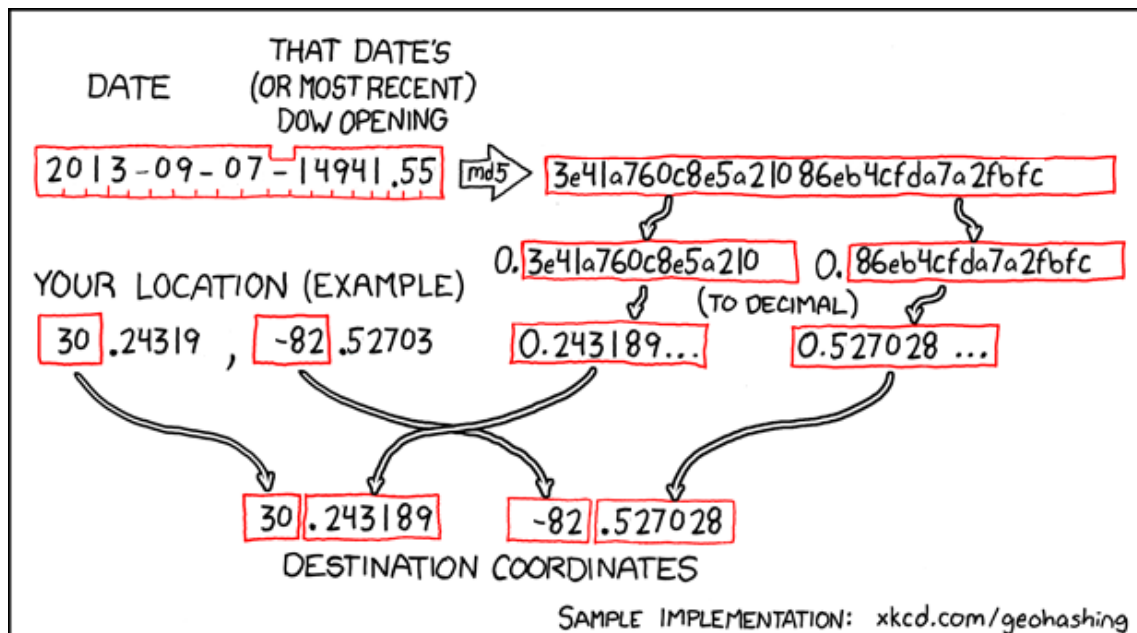 DATE
THAT DATE'S
(OR MOST RECENT)
DOW OPENING
2013-09-07-14941.55
md5
3e41a760c8e5a21086eb4cfda7a2fbfc
0.3e41a760c8e5a210
0.86eb4cfda7a2fbfc
(TO DECIMAL)
YOUR LOCATION (EXAMPLE)
30.24319, -82.52703
0.243189...
0.527028...
30.243189
-82.527028
DESTINATION COORDINATES
SAMPLE IMPLEMENTATION: xkcd.com/geohashing